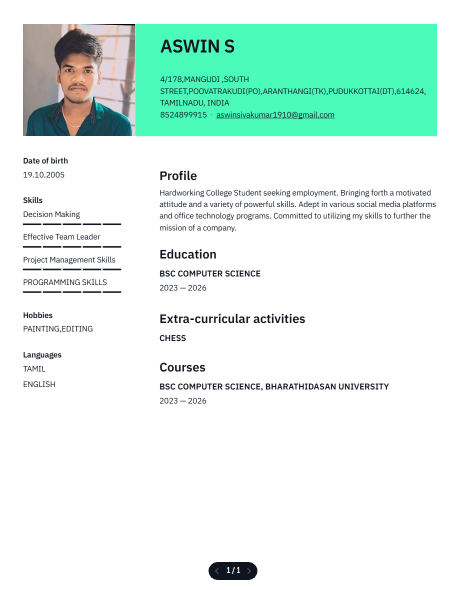 ASWIN S
4/178,MANGUDI ,SOUTH
STREET,POOVATRAKUDI(PO),ARANTHANGI(TK),PUDUKKOTTAI(DT),614624,
TAMILNADU, INDIA
8524899915 · aswinsivakumar1910@gmail.com
Date of birth
19.10.2005
Skills
Decision Making
Effective Team Leader
Project Management Skills
PROGRAMMING SKILLS
Hobbies
PAINTING,EDITING
Languages
TAMIL
ENGLISH
Profile
Hardworking College Student seeking employment. Bringing forth a motivated
attitude and a variety of powerful skills. Adept in various social media platforms
and office technology programs. Committed to utilizing my skills to further the
mission of a company.
Education
BSC COMPUTER SCIENCE
2023 — 2026
Extra-curricular activities
CHESS
Courses
BSC COMPUTER SCIENCE, BHARATHIDASAN UNIVERSITY
2023 — 2026
1/1